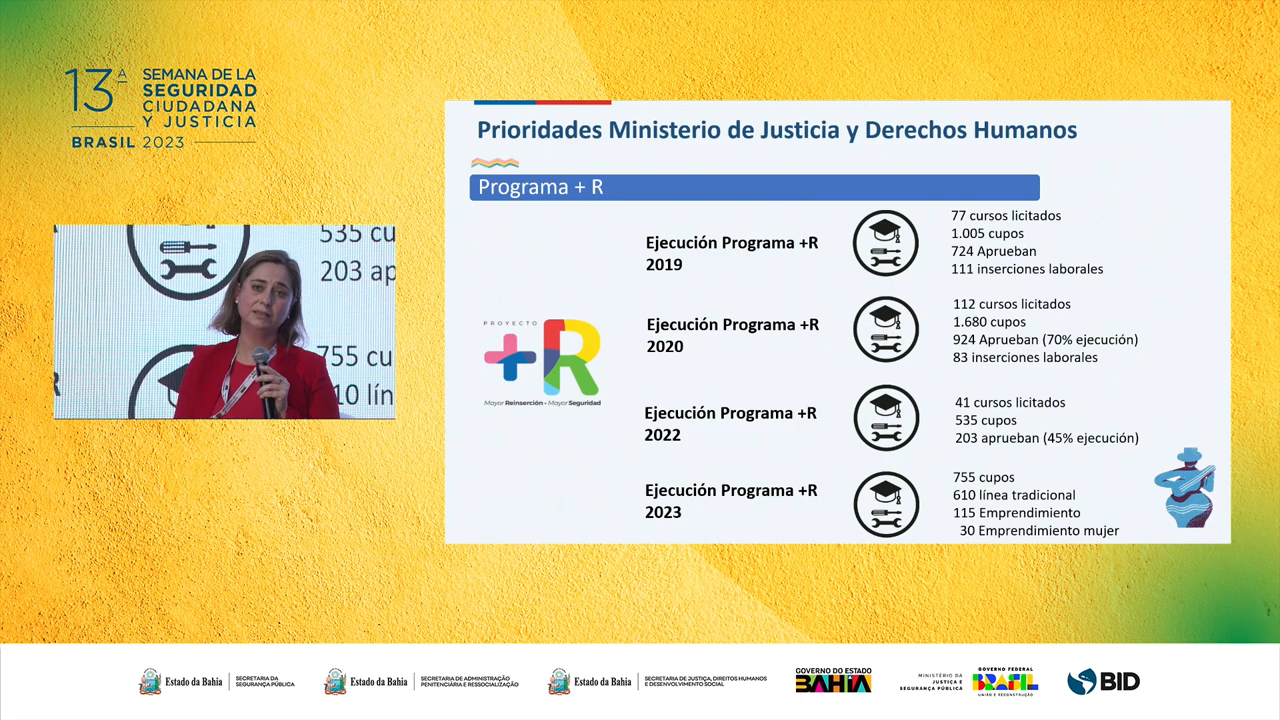 13ª
SEMANA DE LA
SEGURIDAD
CIUDADANA
Y JUSTICIA
BRASIL 2023
535 cu
203 ap
755 cu
10 lín
Prioridades Ministerio de Justicia y Derechos Humanos
Programa + R
Ejecución Programa +R
2019
77 cursos licitados
1.005 cupos
724 Aprueban
111 inserciones laborales
PROYECTO
+R
Mayor Reinserción - Mayor Seguridad
Ejecución Programa +R
2020
112 cursos licitados
1.680 cupos
924 Aprueban (70% ejecución)
83 inserciones laborales
Ejecución Programa +R
2022
41 cursos licitados
535 cupos
203 aprueban (45% ejecución)
Ejecución Programa +R
2023
755 cupos
610 línea tradicional
115 Emprendimiento
30 Emprendimiento mujer
Estado da Bahia
SECRETARIA DA
SEGURANÇA PÚBLICA
Estado da Bahia
SECRETARIA DE ADMINISTRAÇÃO
PENITENCIÁRIA E RESSOCIALIZAÇÃO
Estado da Bahia
SECRETARIA DE JUSTIÇA, DIREITOS HUMANOS
E DESENVOLVIMENTO SOCIAL
GOVERNO DO ESTADO
BAHIA
MINISTÉRIO DA
JUSTIÇA E
SEGURANÇA PÚBLICA
GOVERNO FEDERAL
BRASIL
UNIÃO E RECONSTRUÇÃO
BID